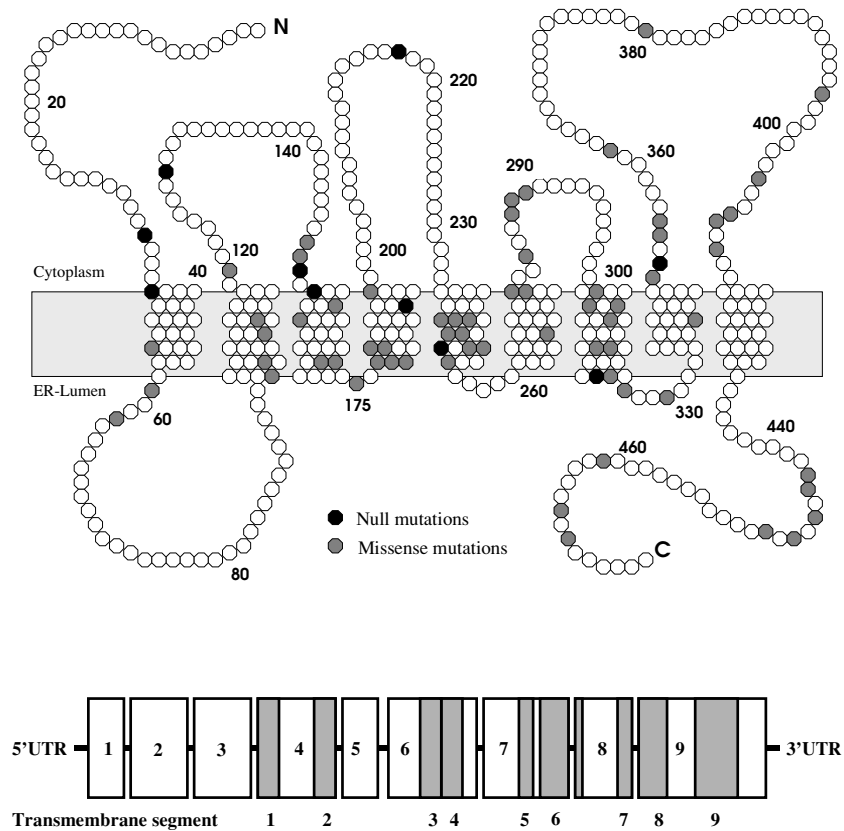 N
380
20
220
400
140
360
290
230
120
200
Cytoplasm
40
300
ER-Lumen
60
175
260
330
440
460
Null mutations
Missense mutations
C
80
5’UTR 1 2 3 4 5 6 7 8 9 3’UTR
Transmembrane segment 1 2 3 4 5 6 7 8 9